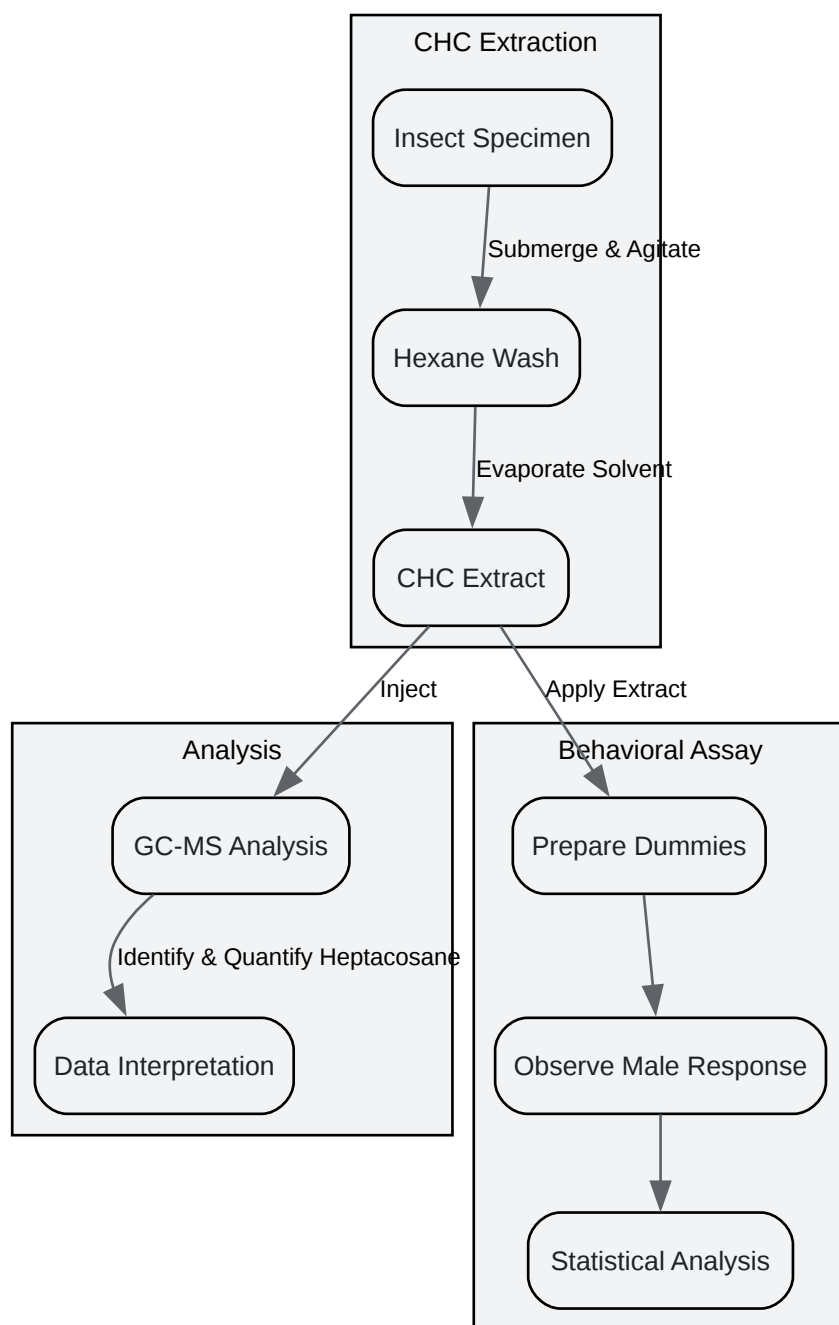 CHC Extraction
Insect Specimen
Submerge & Agitate
Hexane Wash
Evaporate Solvent
CHC Extract
Inject
Apply Extract
Analysis
Behavioral Assay
GC-MS Analysis
Prepare Dummies
Identify & Quantify Heptacosane
Data Interpretation
Observe Male Response
Statistical Analysis